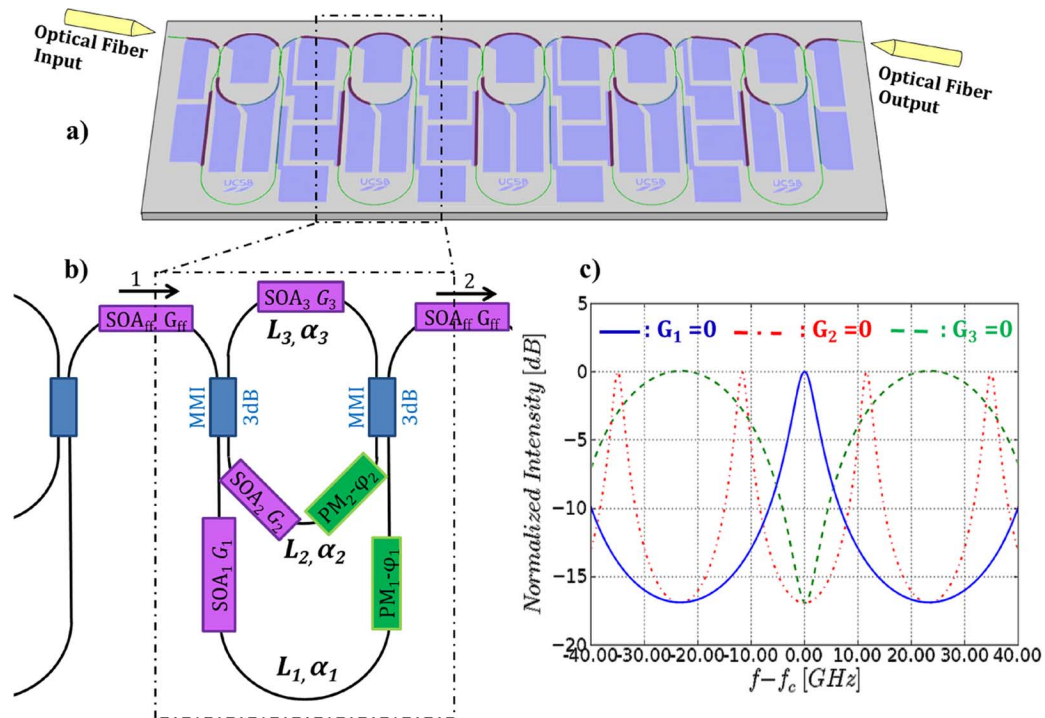 Optical Fiber
Input
Optical Fiber
Output
a)
UCSB
UCSB
UCSB
UCSB
UCSB
b)
1
2
SOAff Gff
SOA3 G3
SOAff Gff
L3, α3
MMI
3dB
MMI
3dB
SOA2 G2
PM2-φ2
L2, α2
SOA1 G1
PM1-φ1
L1, α1
c)
: G1 =0 : G2 =0 : G3 =0
5
0
−5
−10
−15
−20
Normalized Intensity [dB]
-40.00 -30.00 -20.00 -10.00 0.00 10.00 20.00 30.00 40.00
f−fc [GHz]